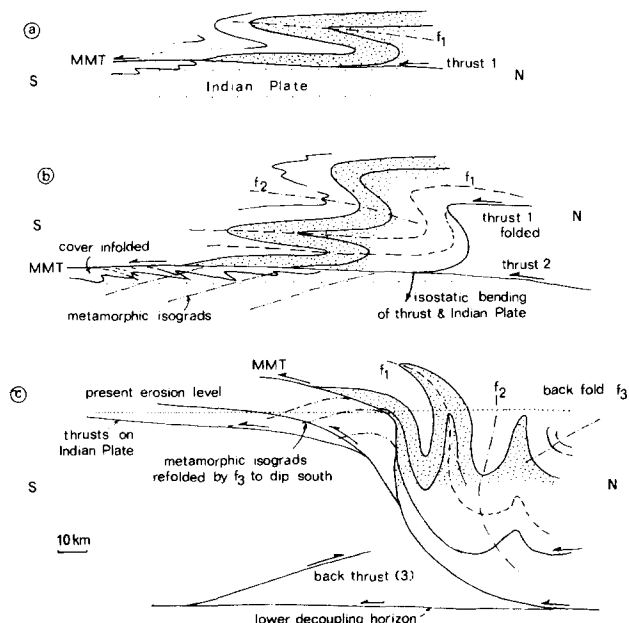 a
f₁
MMT
thrust 1
S
Indian Plate
N
b
f₂
f₁
S
thrust 1
folded
N
cover infolded
MMT
thrust 2
metamorphic isograds
isostatic bending
of thrust & Indian Plate
c
MMT
f₁
f₂
back fold f₃
present erosion level
thrusts on
Indian Plate
metamorphic isograds
refolded by f₃ to dip south
S
N
10km
back thrust (3)
lower decoupling horizon